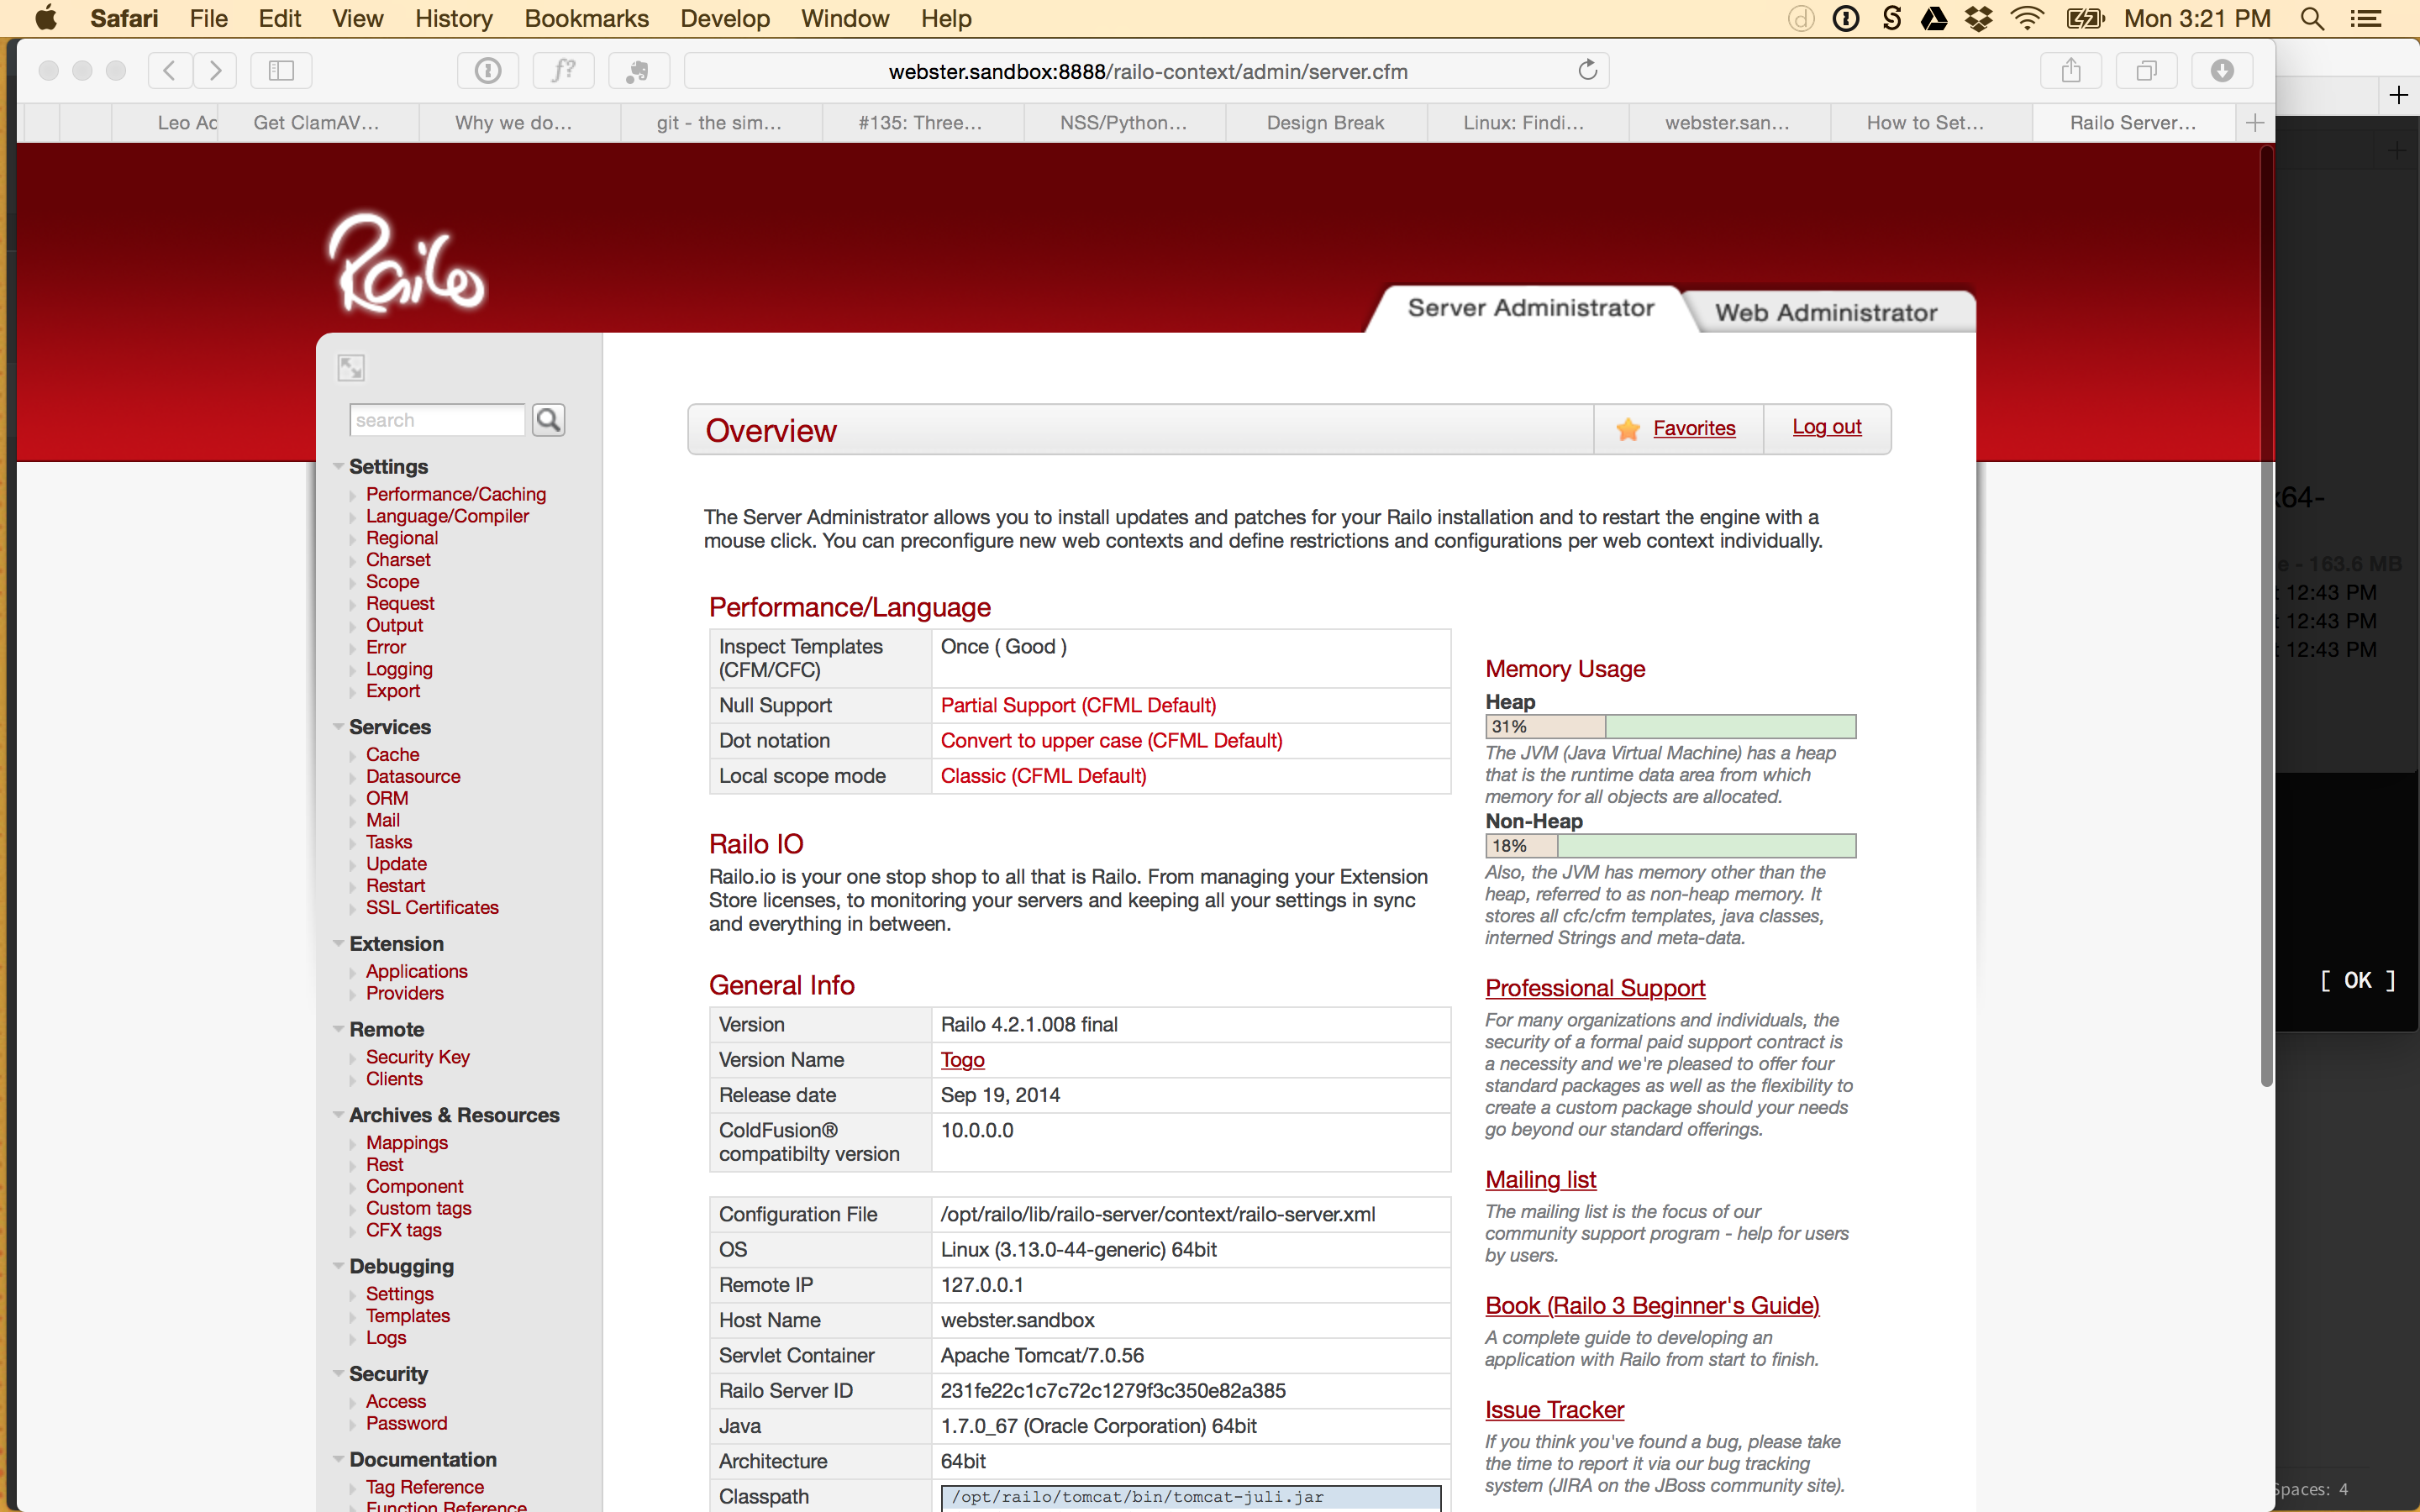 Safari File Edit View History Bookmarks Develop Window Help Mon 3:21 PM
webster.sandbox:8888/railo-context/admin/server.cfm
Leo Ad Get ClamAV… Why we do… git - the sim… #135: Three… NSS/Python… Design Break Linux: Findi… webster.san… How to Set… Railo Server…
Railo
Server Administrator Web Administrator
search
Settings
Performance/Caching
Language/Compiler
Regional
Charset
Scope
Request
Output
Error
Logging
Export
Services
Cache
Datasource
ORM
Mail
Tasks
Update
Restart
SSL Certificates
Extension
Applications
Providers
Remote
Security Key
Clients
Archives & Resources
Mappings
Rest
Component
Custom tags
CFX tags
Debugging
Settings
Templates
Logs
Security
Access
Password
Documentation
Tag Reference
Function Reference
Overview Favorites Log out
The Server Administrator allows you to install updates and patches for your Railo installation and to restart the engine with a
mouse click. You can preconfigure new web contexts and define restrictions and configurations per web context individually.
Performance/Language
Inspect Templates Once ( Good )
(CFM/CFC)
Null Support Partial Support (CFML Default)
Dot notation Convert to upper case (CFML Default)
Local scope mode Classic (CFML Default)
Railo IO
Railo.io is your one stop shop to all that is Railo. From managing your Extension
Store licenses, to monitoring your servers and keeping all your settings in sync
and everything in between.
General Info
Version Railo 4.2.1.008 final
Version Name Togo
Release date Sep 19, 2014
ColdFusion® 10.0.0.0
compatibilty version
Configuration File /opt/railo/lib/railo-server/context/railo-server.xml
OS Linux (3.13.0-44-generic) 64bit
Remote IP 127.0.0.1
Host Name webster.sandbox
Servlet Container Apache Tomcat/7.0.56
Railo Server ID 231fe22c1c7c72c1279f3c350e82a385
Java 1.7.0_67 (Oracle Corporation) 64bit
Architecture 64bit
Classpath /opt/railo/tomcat/bin/tomcat-juli.jar
Memory Usage
Heap
31%
The JVM (Java Virtual Machine) has a heap
that is the runtime data area from which
memory for all objects are allocated.
Non-Heap
18%
Also, the JVM has memory other than the
heap, referred to as non-heap memory. It
stores all cfc/cfm templates, java classes,
interned Strings and meta-data.
Professional Support
For many organizations and individuals, the
security of a formal paid support contract is
a necessity and we're pleased to offer four
standard packages as well as the flexibility to
create a custom package should your needs
go beyond our standard offerings.
Mailing list
The mailing list is the focus of our
community support program - help for users
by users.
Book (Railo 3 Beginner's Guide)
A complete guide to developing an
application with Railo from start to finish.
Issue Tracker
If you think you've found a bug, please take
the time to report it via our bug tracking
system (JIRA on the JBoss community site).
x64-
e - 163.6 MB
t 12:43 PM
t 12:43 PM
t 12:43 PM
[ OK ]
Spaces: 4